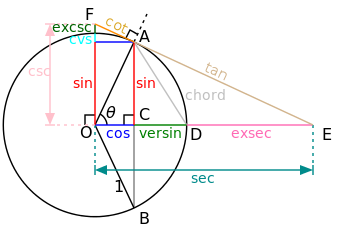 F
excsc
cot
A
cvs
csc
tan
sin
sin
chord
θ
C
O
cos
versin
D
exsec
E
sec
1
B